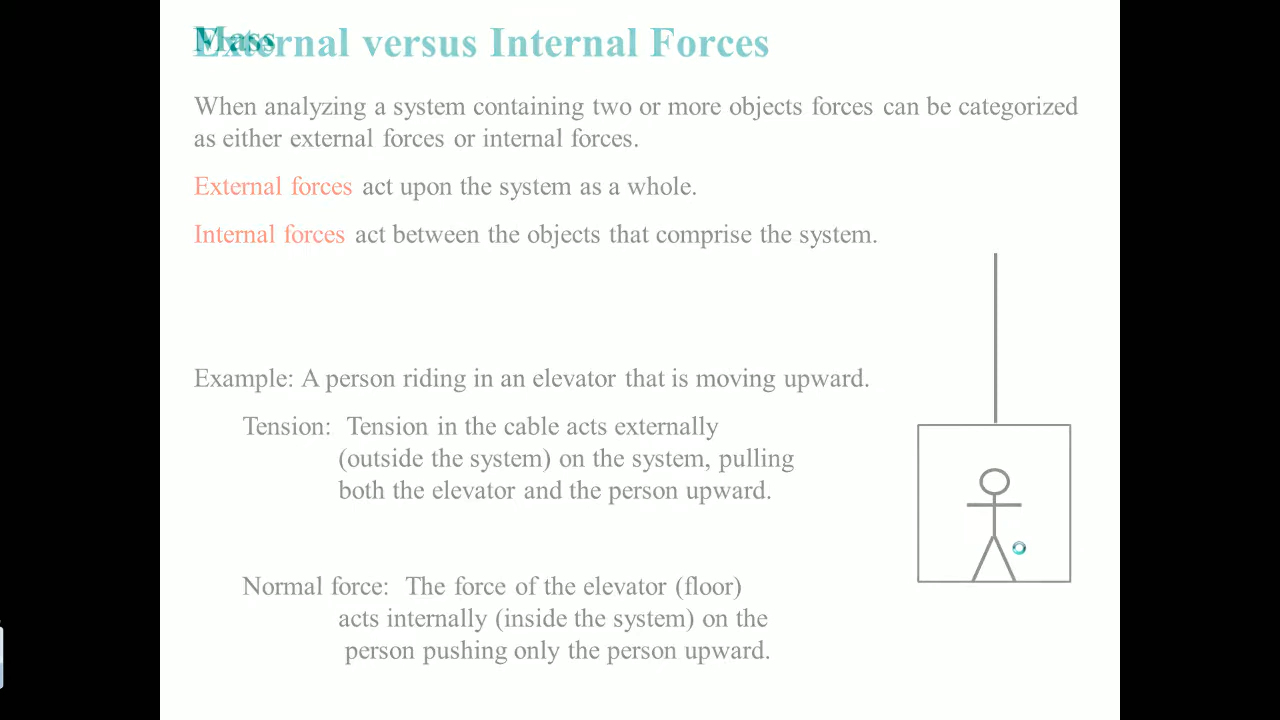 Mass
External versus Internal Forces
When analyzing a system containing two or more objects forces can be categorized
as either external forces or internal forces.
External forces act upon the system as a whole.
Internal forces act between the objects that comprise the system.
Example: A person riding in an elevator that is moving upward.
Tension: Tension in the cable acts externally
(outside the system) on the system, pulling
both the elevator and the person upward.
Normal force: The force of the elevator (floor)
acts internally (inside the system) on the
person pushing only the person upward.